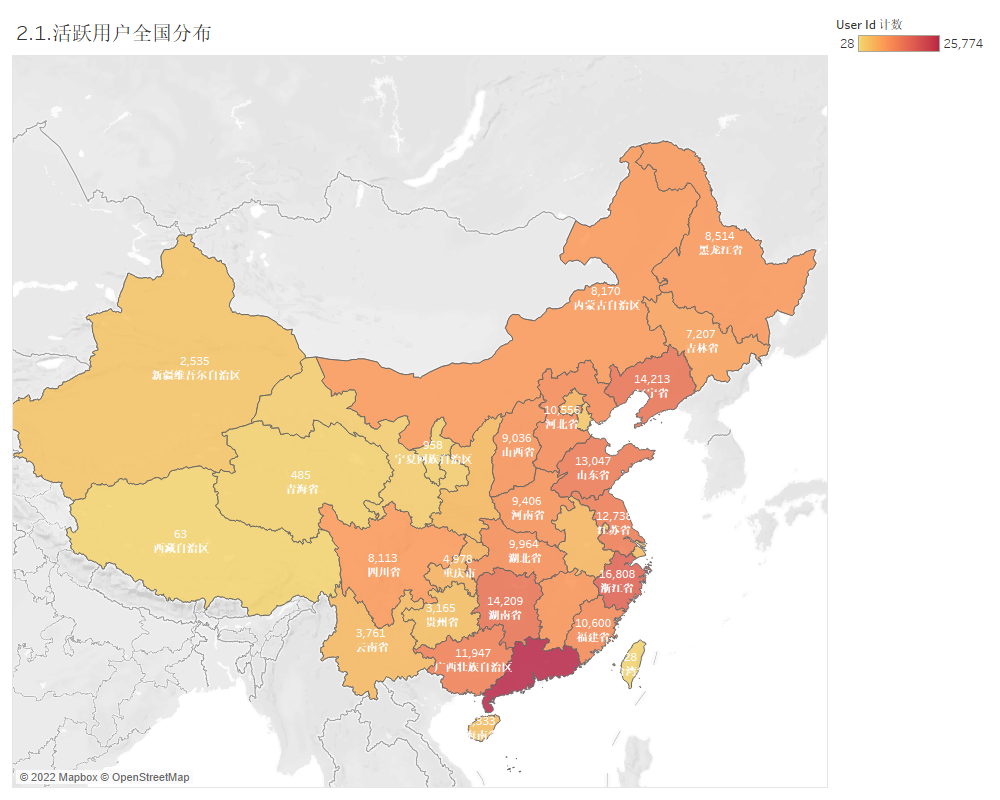 2.1.活跃用户全国分布
User Id 计数
28
25,774
8,514
黑龙江省
8,170
内蒙古自治区
7,207
吉林省
2,535
新疆维吾尔自治区
14,213
10,556
河北省
9,036
山西省
958
宁夏回族自治区
13,047
山东省
485
青海省
9,406
河南省
12,738
江苏省
63
西藏自治区
9,964
湖北省
8,113
四川省
4,978
重庆市
16,808
浙江省
14,209
湖南省
3,165
贵州省
10,600
福建省
3,761
云南省
11,947
广西壮族自治区
28
© 2022 Mapbox © OpenStreetMap